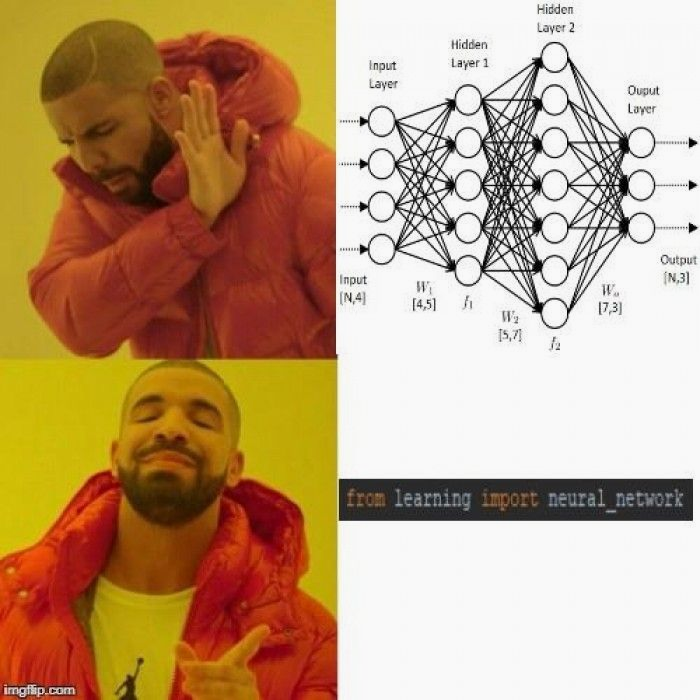 Hidden
Layer 2
Hidden
Layer 1
Input
Layer
Ouput
Layer
Input
[N,4]
W₁
[4,5]
f₁
W₂
[5,7]
f₂
Wₒ
[7,3]
Output
[N,3]
from learning import neural_network
imgflip.com